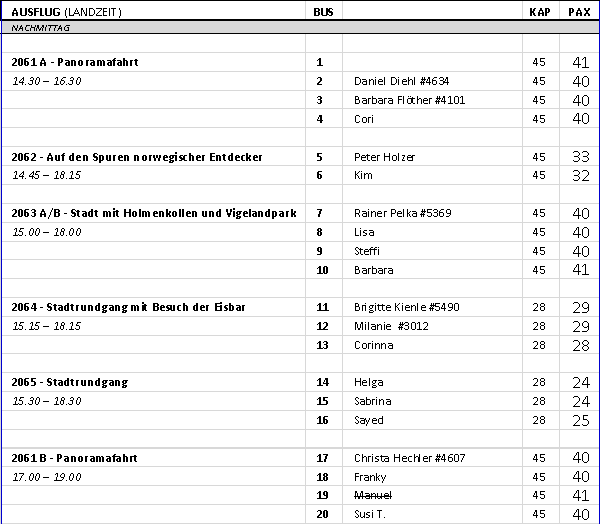 AUSFLUG (LANDZEIT) BUS KAP PAX
NACHMITTAG
2061 A - Panoramafahrt 1 45 41
14.30 – 16.30 2 Daniel Diehl #4634 45 40
3 Barbara Flöther #4101 45 40
4 Cori 45 40
2062 - Auf den Spuren norwegischer Entdecker 5 Peter Holzer 45 33
14.45 – 18.15 6 Kim 45 32
2063 A/B - Stadt mit Holmenkollen und Vigelandpark 7 Rainer Pelka #5369 45 40
15.00 – 18.00 8 Lisa 45 40
9 Steffi 45 40
10 Barbara 45 41
2064 - Stadtrundgang mit Besuch der Eisbar 11 Brigitte Kienle #5490 28 29
15.15 – 18.15 12 Milanie #3012 28 29
13 Corinna 28 28
2065 - Stadtrundgang 14 Helga 28 24
15.30 – 18.30 15 Sabrina 28 24
16 Sayed 28 25
2061 B - Panoramafahrt 17 Christa Hechler #4607 45 40
17.00 – 19.00 18 Franky 45 40
19 Manuel 45 41
20 Susi T. 45 40